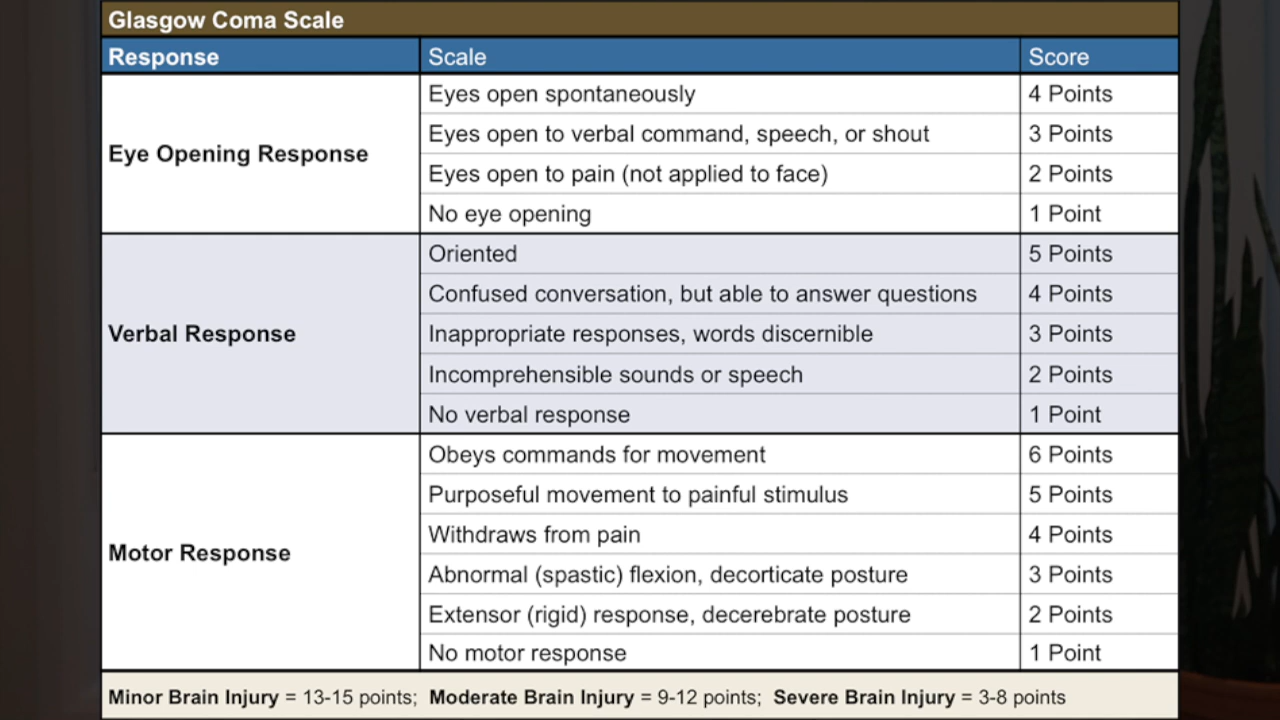 Glasgow Coma Scale
Response Scale Score
Eye Opening Response
Eyes open spontaneously 4 Points
Eyes open to verbal command, speech, or shout 3 Points
Eyes open to pain (not applied to face) 2 Points
No eye opening 1 Point
Verbal Response
Oriented 5 Points
Confused conversation, but able to answer questions 4 Points
Inappropriate responses, words discernible 3 Points
Incomprehensible sounds or speech 2 Points
No verbal response 1 Point
Motor Response
Obeys commands for movement 6 Points
Purposeful movement to painful stimulus 5 Points
Withdraws from pain 4 Points
Abnormal (spastic) flexion, decorticate posture 3 Points
Extensor (rigid) response, decerebrate posture 2 Points
No motor response 1 Point
Minor Brain Injury = 13-15 points; Moderate Brain Injury = 9-12 points; Severe Brain Injury = 3-8 points